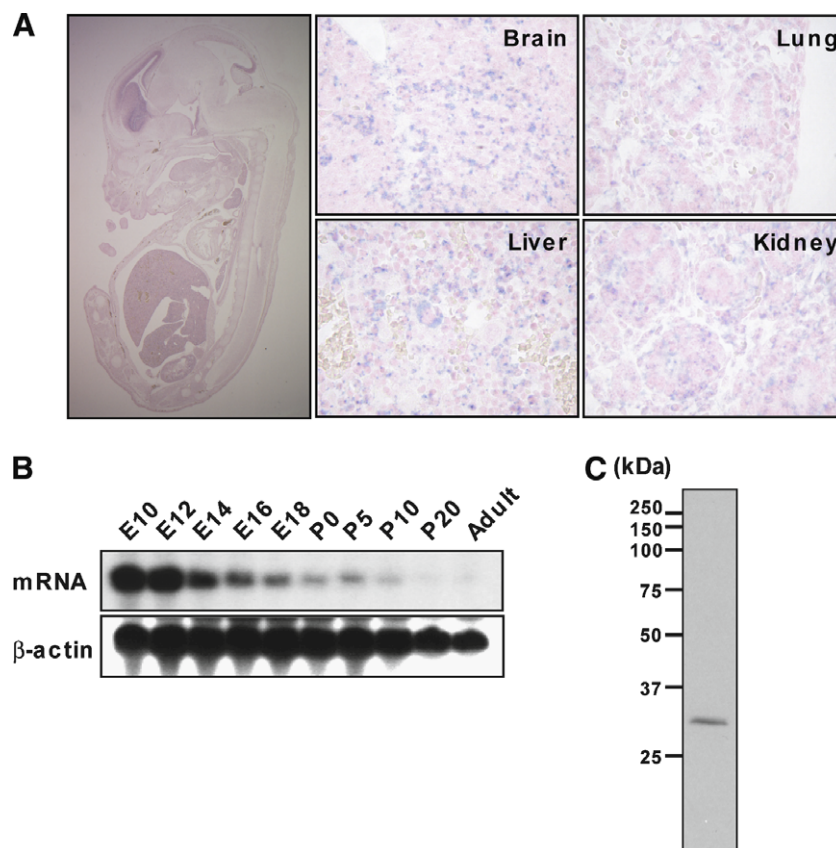 A
Brain
Lung
Liver
Kidney
B
E10 E12 E14 E16 E18 P0 P5 P10 P20 Adult
mRNA
β-actin
C (kDa)
250
150
100
75
50
37
25